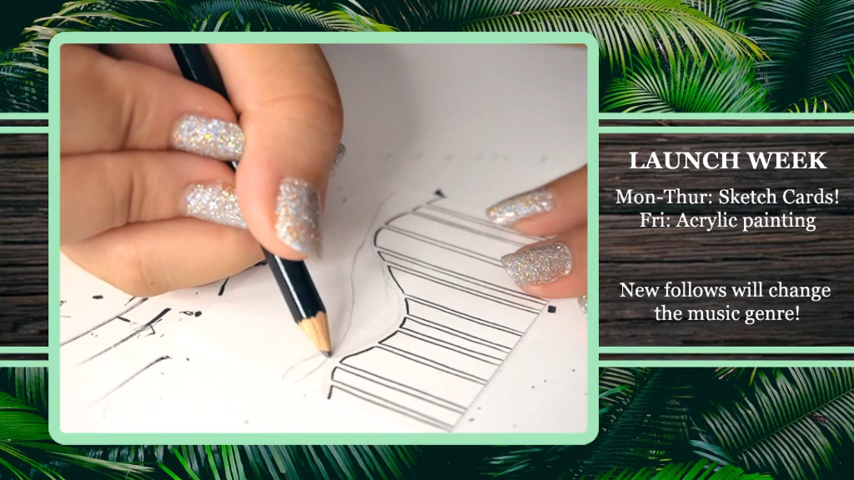 LAUNCH WEEK
Mon-Thur: Sketch Cards!
Fri: Acrylic painting
New follows will change
the music genre!